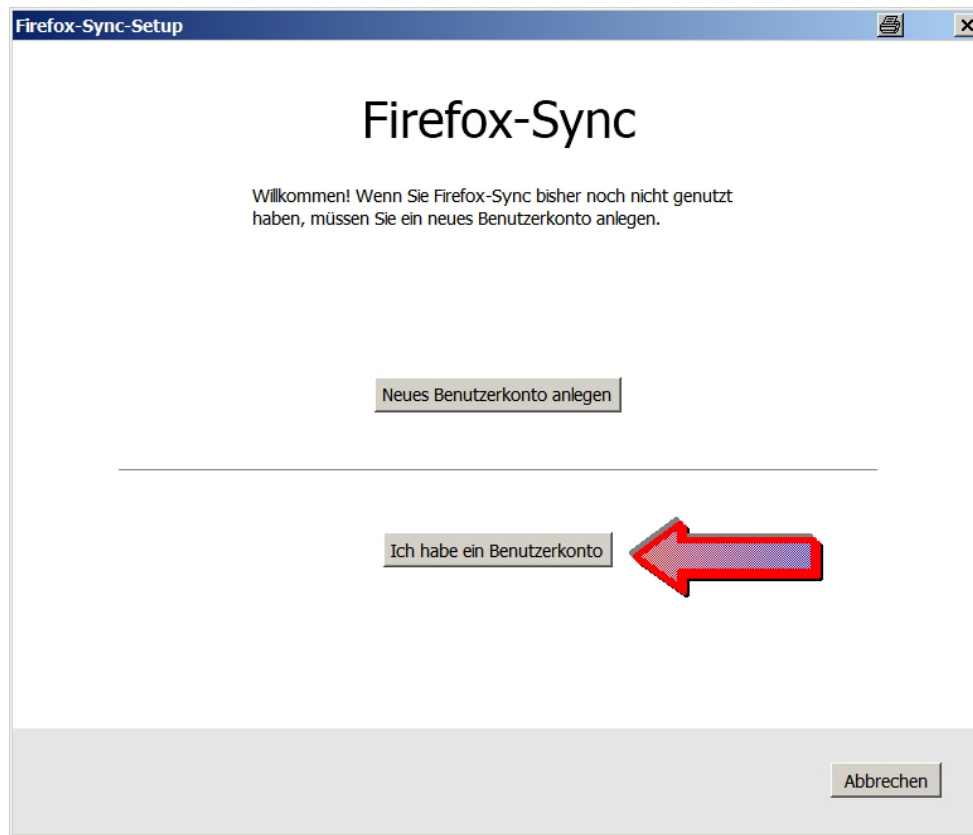 Firefox-Sync-Setup
Firefox-Sync
Willkommen! Wenn Sie Firefox-Sync bisher noch nicht genutzt
haben, müssen Sie ein neues Benutzerkonto anlegen.
Neues Benutzerkonto anlegen
Ich habe ein Benutzerkonto
Abbrechen